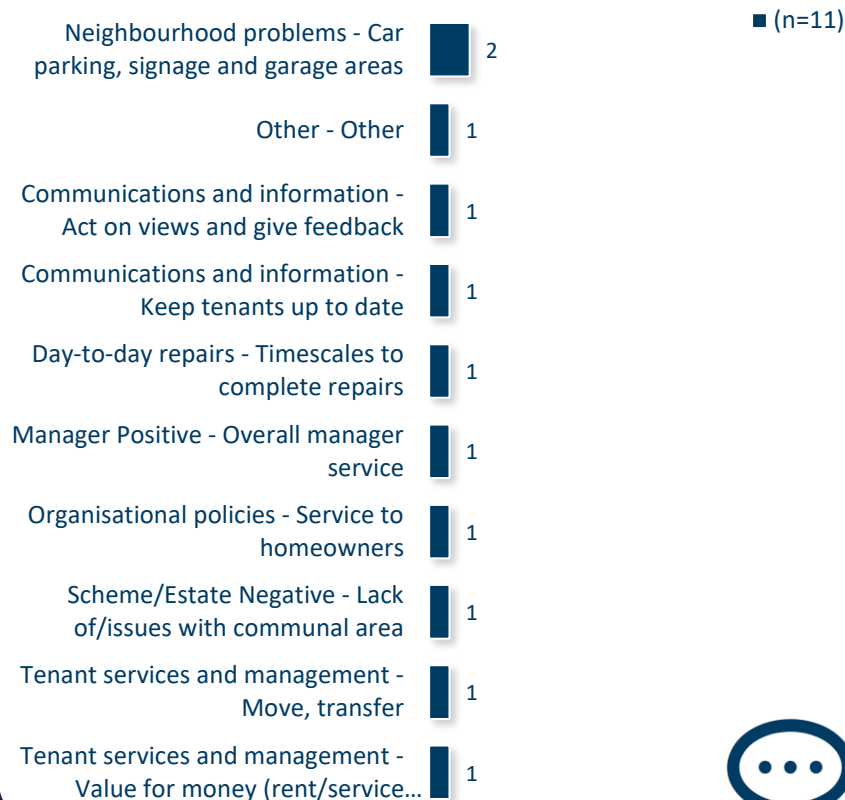 (n=11)
Neighbourhood problems - Car
parking, signage and garage areas
2
Other - Other
1
Communications and information -
Act on views and give feedback
1
Communications and information -
Keep tenants up to date
1
Day-to-day repairs - Timescales to
complete repairs
1
Manager Positive - Overall manager
service
1
Organisational policies - Service to
homeowners
1
Scheme/Estate Negative - Lack
of/issues with communal area
1
Tenant services and management -
Move, transfer
1
Tenant services and management -
Value for money (rent/service...
1